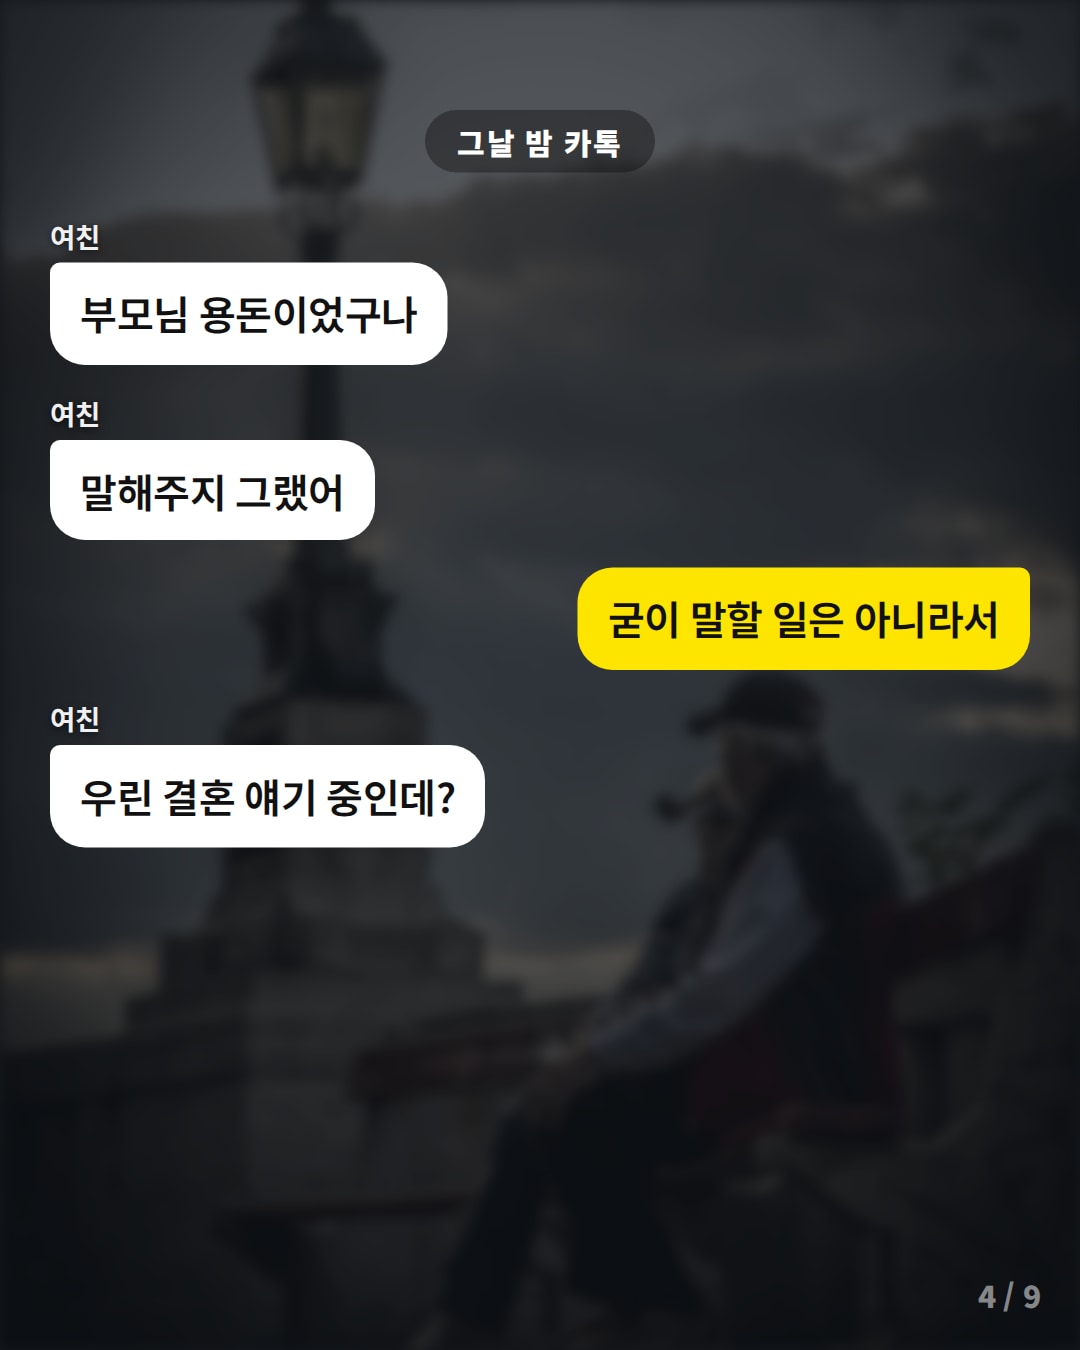 그날 밤 카톡
여친
부모님 용돈이었구나
여친
말해주지 그랬어
굳이 말할 일은 아니라서
여친
우린 결혼 얘기 중인데?
4 / 9